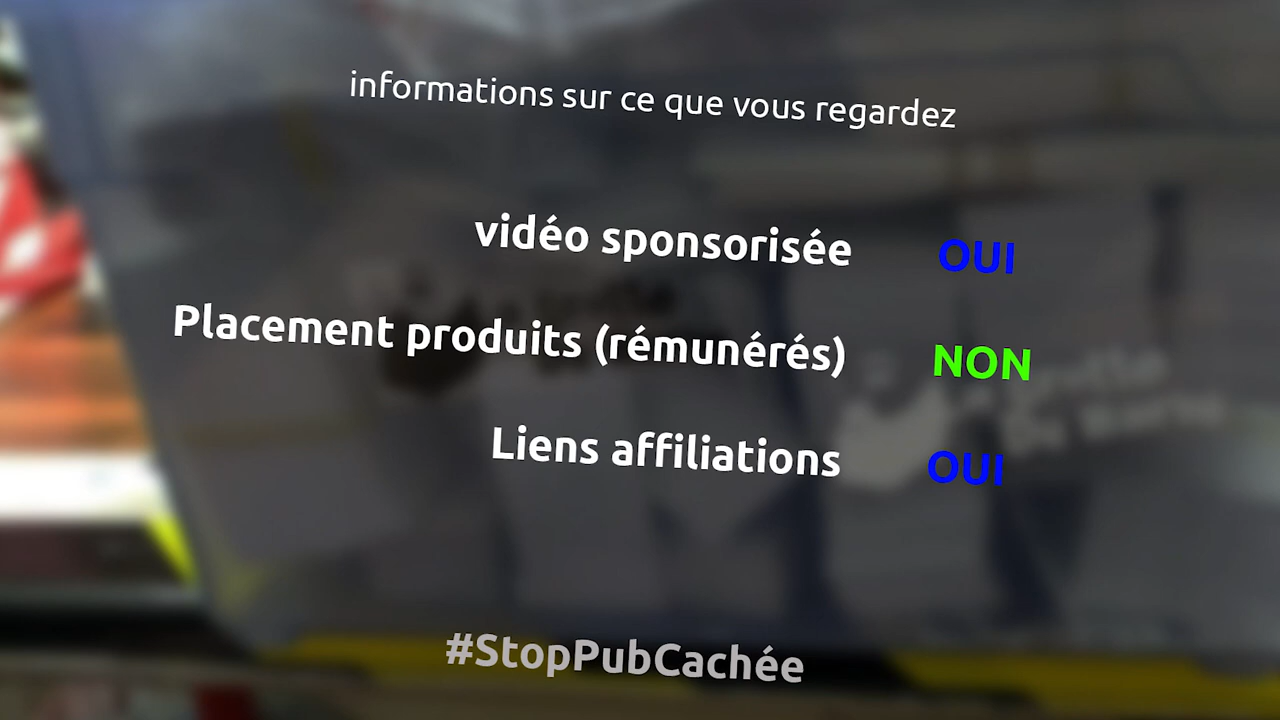 informations sur ce que vous regardez
vidéo sponsorisée OUI
Placement produits (rémunérés) NON
Liens affiliations OUI
#StopPubCachée